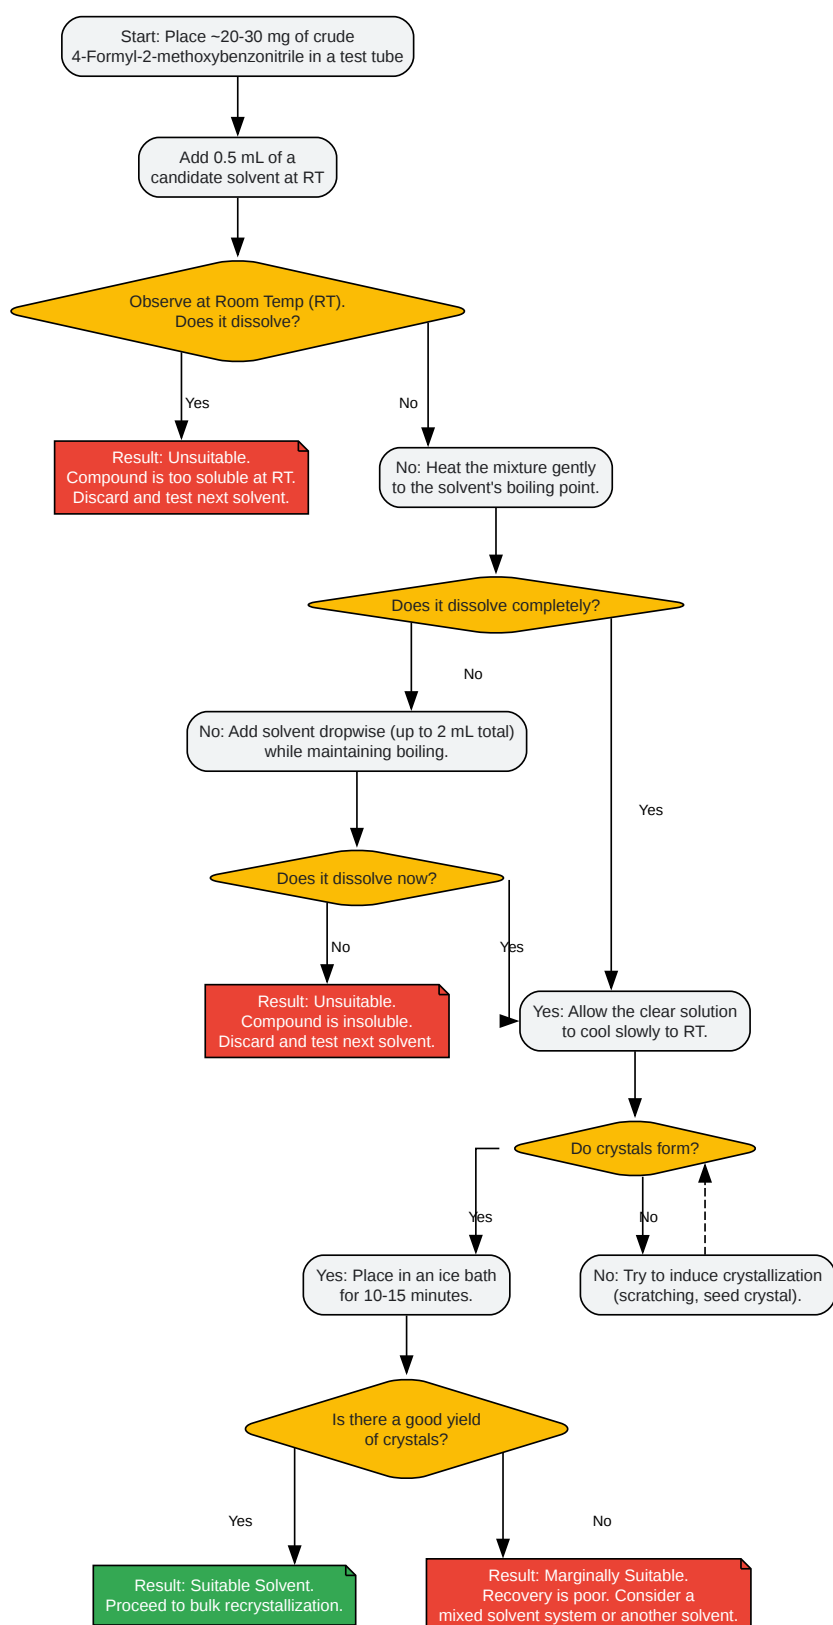 Start: Place ~20-30 mg of crude
4-Formyl-2-methoxybenzonitrile in a test tube
Add 0.5 mL of a
candidate solvent at RT
Observe at Room Temp (RT).
Does it dissolve?
Yes
No
Result: Unsuitable.
Compound is too soluble at RT.
Discard and test next solvent.
No: Heat the mixture gently
to the solvent's boiling point.
Does it dissolve completely?
No
No: Add solvent dropwise (up to 2 mL total)
while maintaining boiling.
Yes
Does it dissolve now?
No
Yes
Result: Unsuitable.
Compound is insoluble.
Discard and test next solvent.
Yes: Allow the clear solution
to cool slowly to RT.
Do crystals form?
Yes
No
Yes: Place in an ice bath
for 10-15 minutes.
No: Try to induce crystallization
(scratching, seed crystal).
Is there a good yield
of crystals?
Yes
No
Result: Suitable Solvent.
Proceed to bulk recrystallization.
Result: Marginally Suitable.
Recovery is poor. Consider a
mixed solvent system or another solvent.